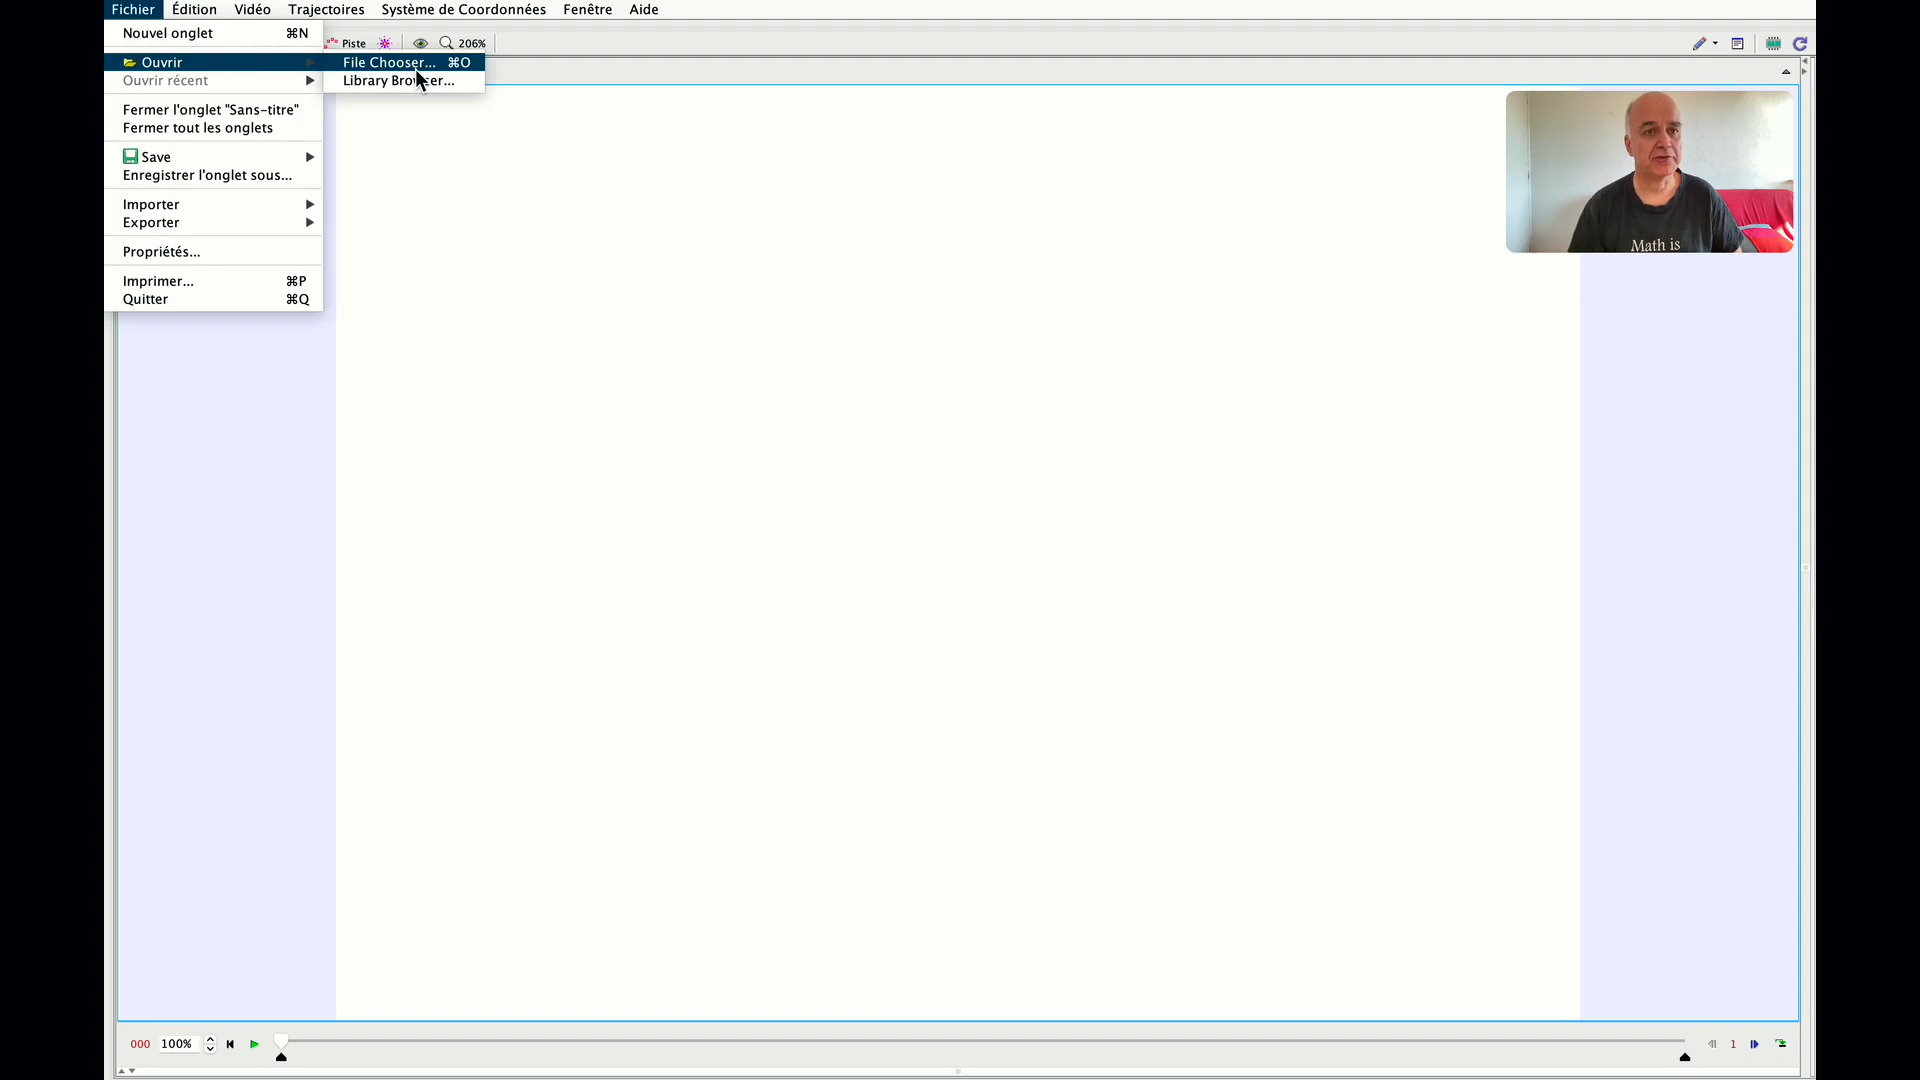 Fichier Édition Vidéo Trajectoires Système de Coordonnées Fenêtre Aide
Nouvel onglet ⌘N
Piste 206%
Ouvrir File Chooser... ⌘O
Ouvrir récent Library Browser...
Fermer l'onglet "Sans-titre"
Fermer tout les onglets
Save
Enregistrer l'onglet sous...
Importer
Exporter
Propriétés...
Imprimer... ⌘P
Quitter ⌘Q
Math is
000 100% 1